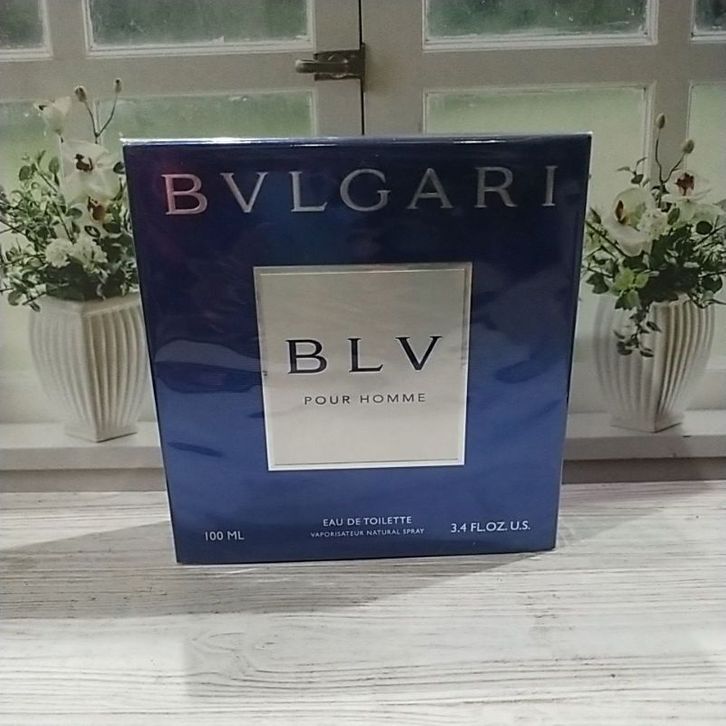 BVLGARI
BLV
POUR HOMME
EAU DE TOILETTE
100 ML VAPORISATEUR NATURAL SPRAY 3.4 FL.OZ. U.S.